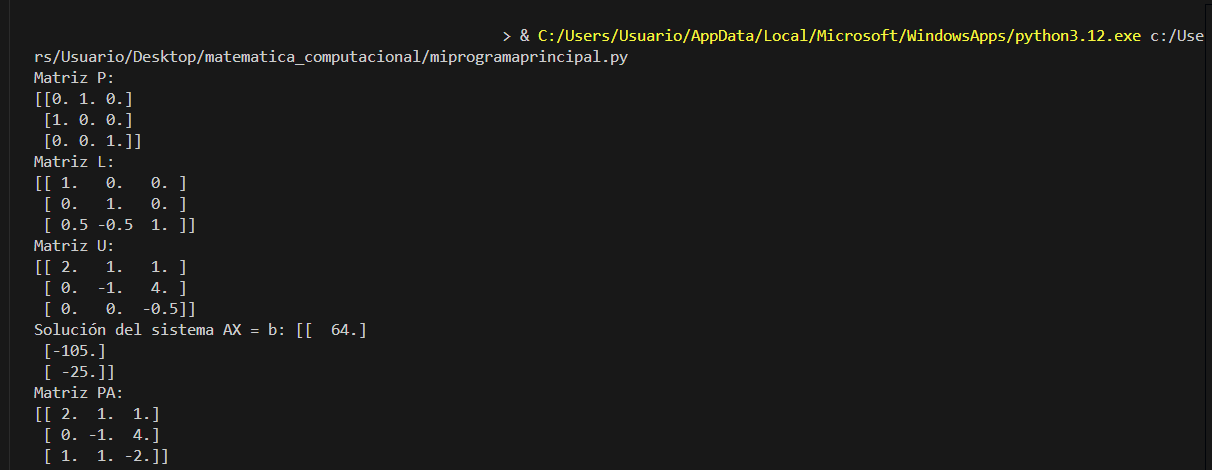 > & C:/Users/Usuario/AppData/Local/Microsoft/WindowsApps/python3.12.exe c:/Use
rs/Usuario/Desktop/matematica_computacional/miprogramaprincipal.py
Matriz P:
[[0. 1. 0.]
 [1. 0. 0.]
 [0. 0. 1.]]
Matriz L:
[[ 1.   0.   0. ]
 [ 0.   1.   0. ]
 [ 0.5 -0.5  1. ]]
Matriz U:
[[ 2.   1.   1. ]
 [ 0.  -1.   4. ]
 [ 0.   0.  -0.5]]
Solución del sistema AX = b: [[  64.]
 [-105.]
 [ -25.]]
Matriz PA:
[[ 2.  1.  1.]
 [ 0. -1.  4.]
 [ 1.  1. -2.]]